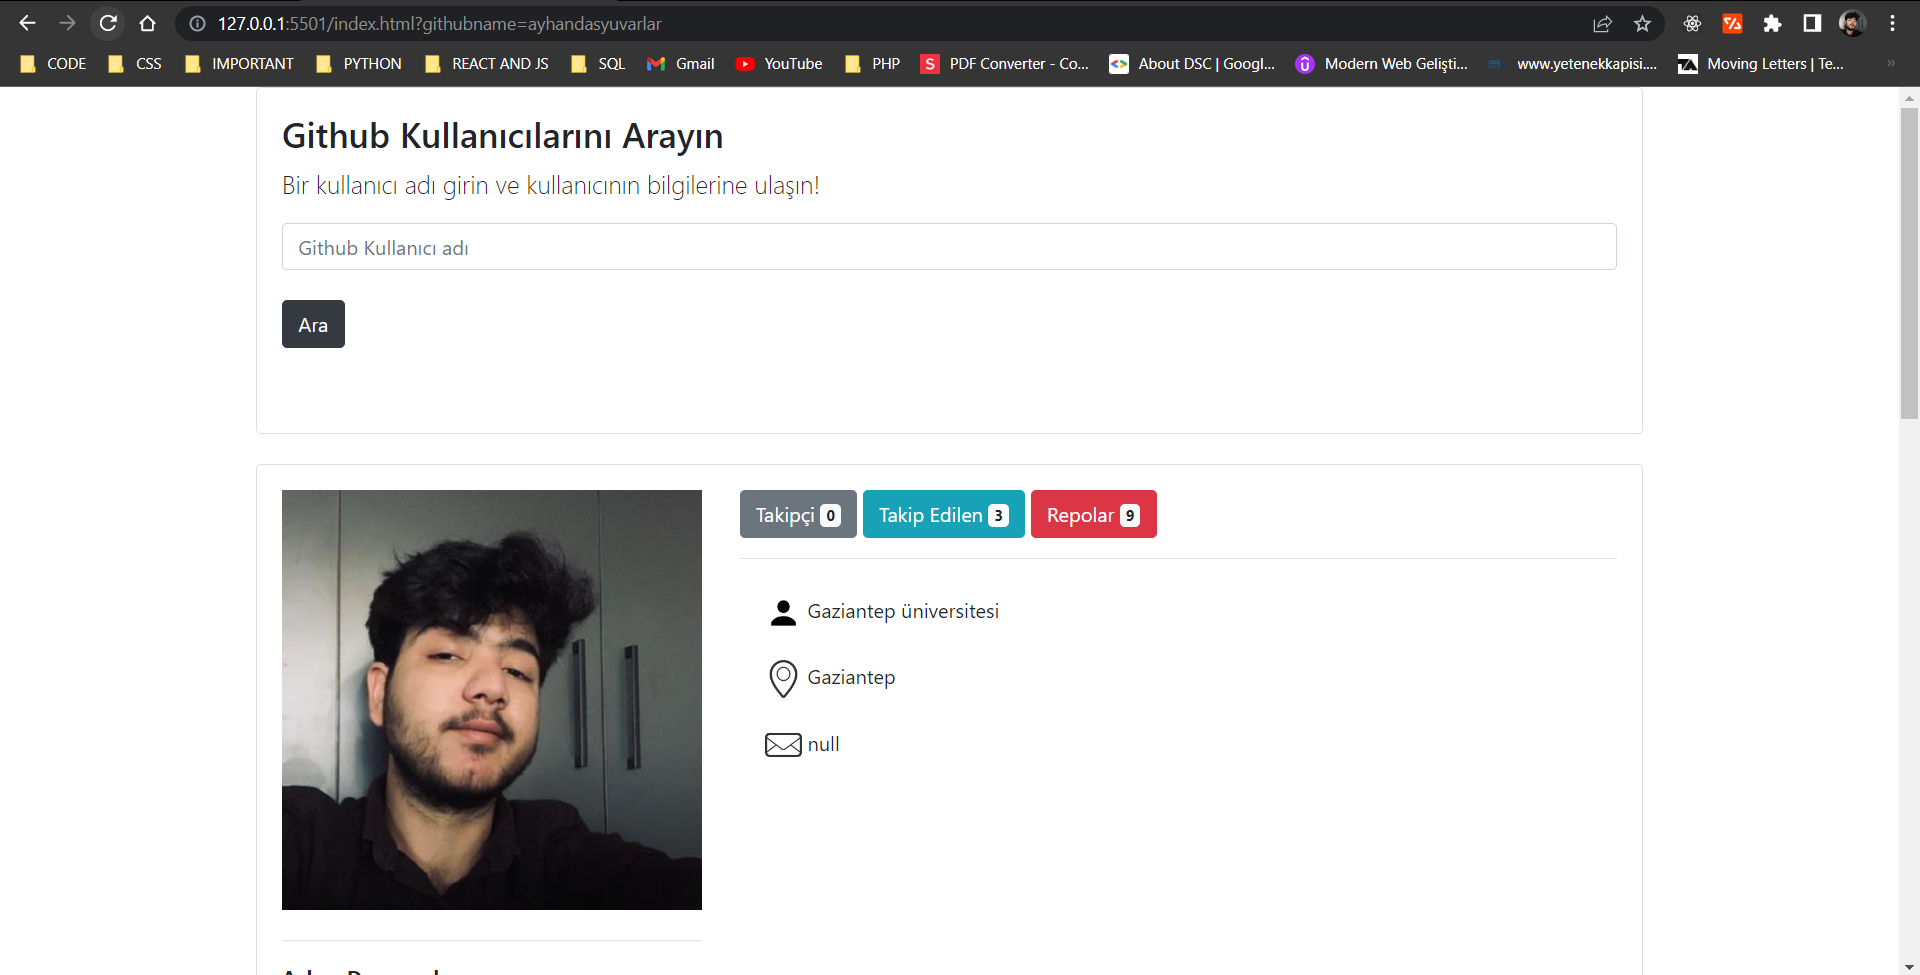 127.0.0.1:5501/index.html?githubname=ayhandasyuvarlar
CODE CSS IMPORTANT PYTHON REACT AND JS SQL Gmail YouTube PHP S PDF Converter - Co... About DSC | Googl... Modern Web Gelişti... www.yetenekkapisi.... Moving Letters | Te... »
Github Kullanıcılarını Arayın
Bir kullanıcı adı girin ve kullanıcının bilgilerine ulaşın!
Github Kullanıcı adı
Ara
Takipçi 0 Takip Edilen 3 Repolar 9
Gaziantep üniversitesi
Gaziantep
null